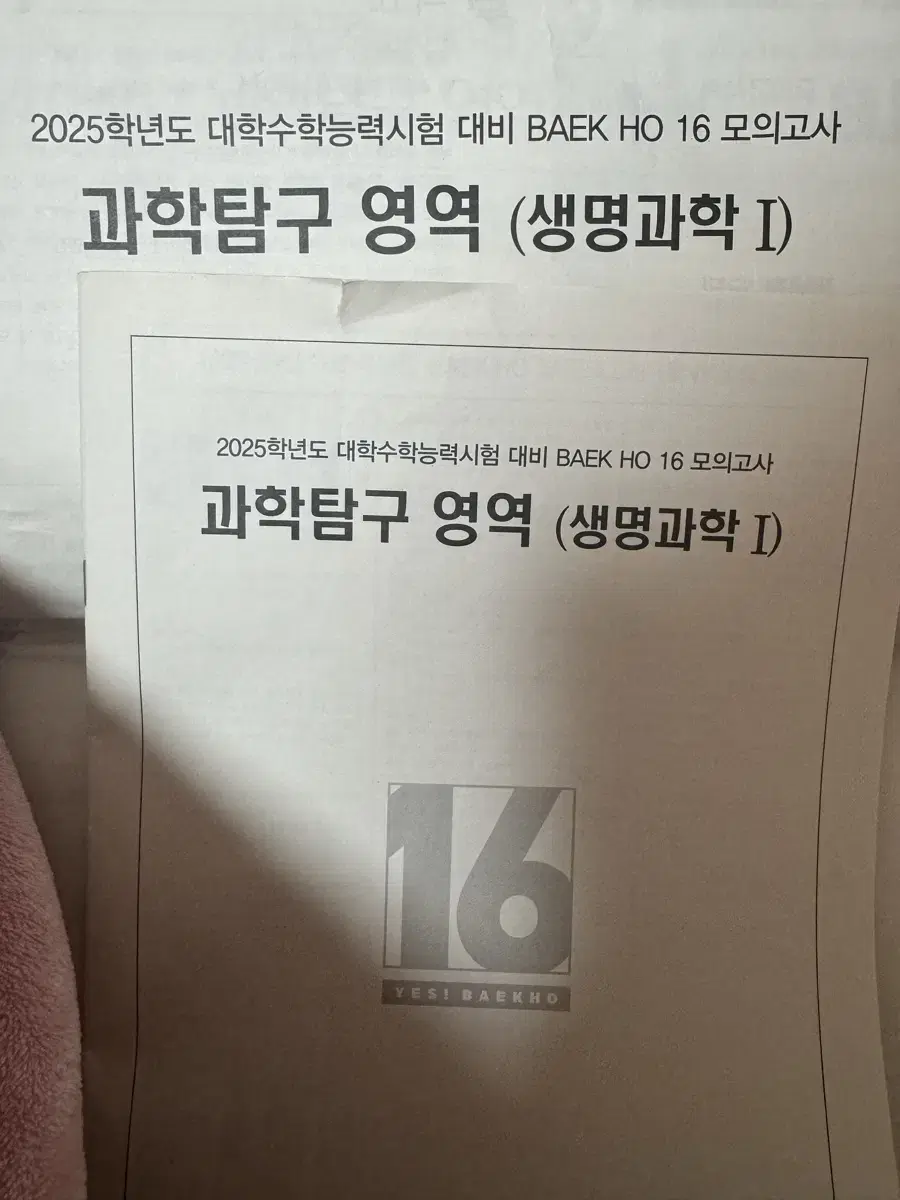 2025학년도 대학수학능력시험 대비 BAEK HO 16 모의고사
과학탐구 영역 (생명과학 I)
2025학년도 대학수학능력시험 대비 BAEK HO 16 모의고사
과학탐구 영역 (생명과학 I)
16
YES! BAEKHO